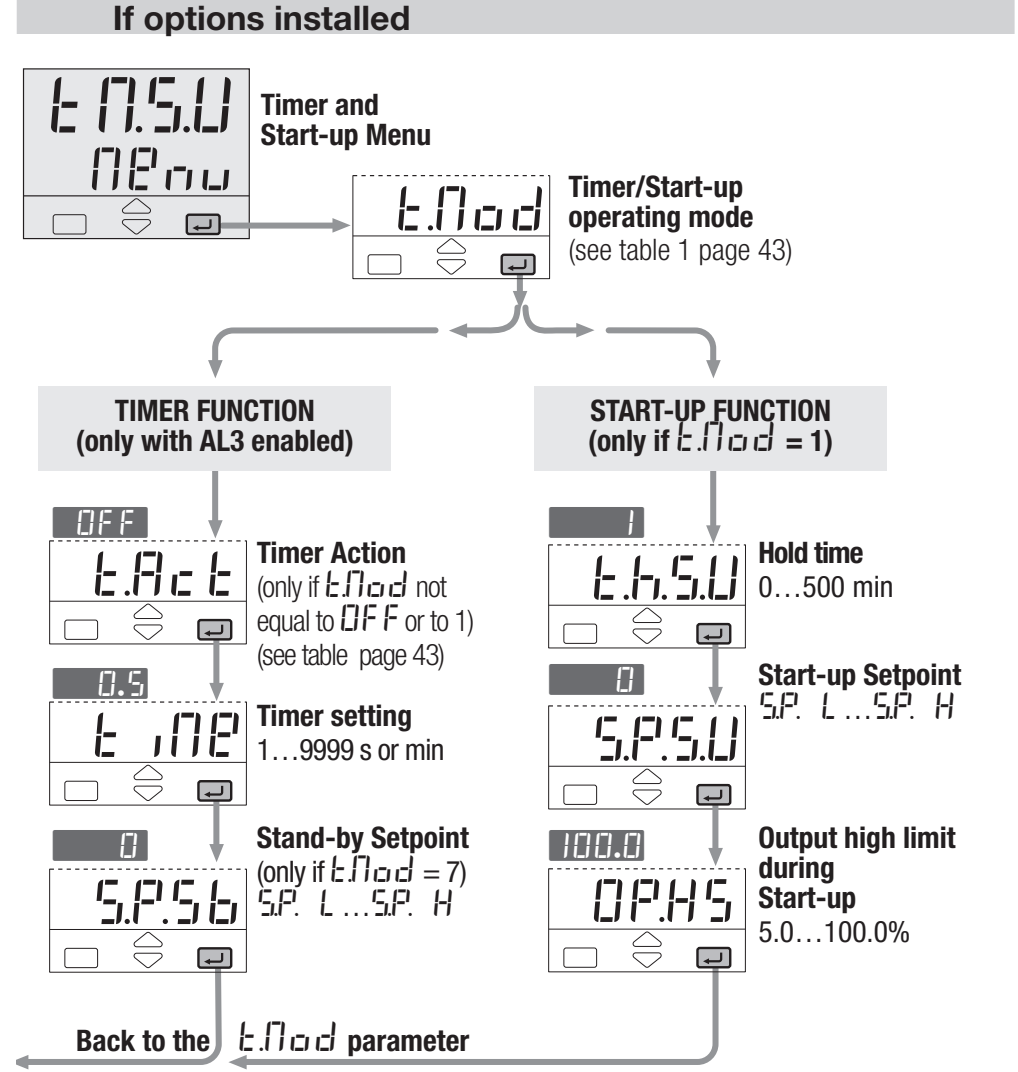 If options installed
t.M.S.U
Menu
Timer and
Start-up Menu
t.Mod
Timer/Start-up
operating mode
(see table 1 page 43)
TIMER FUNCTION
(only with AL3 enabled)
START-UP FUNCTION
(only if t.Mod = 1)
OFF
t.Act
Timer Action
(only if t.Mod not
equal to OFF or to 1)
(see table page 43)
0.5
tiMe
Timer setting
1…9999 s or min
0
S.P.Sb
Stand-by Setpoint
(only if t.Mod = 7)
S.P. L …S.P. H
1
t.h.S.U
Hold time
0…500 min
0
S.P.S.U
Start-up Setpoint
S.P. L …S.P. H
100.0
OP.HS
Output high limit
during
Start-up
5.0…100.0%
Back to the t.Mod parameter